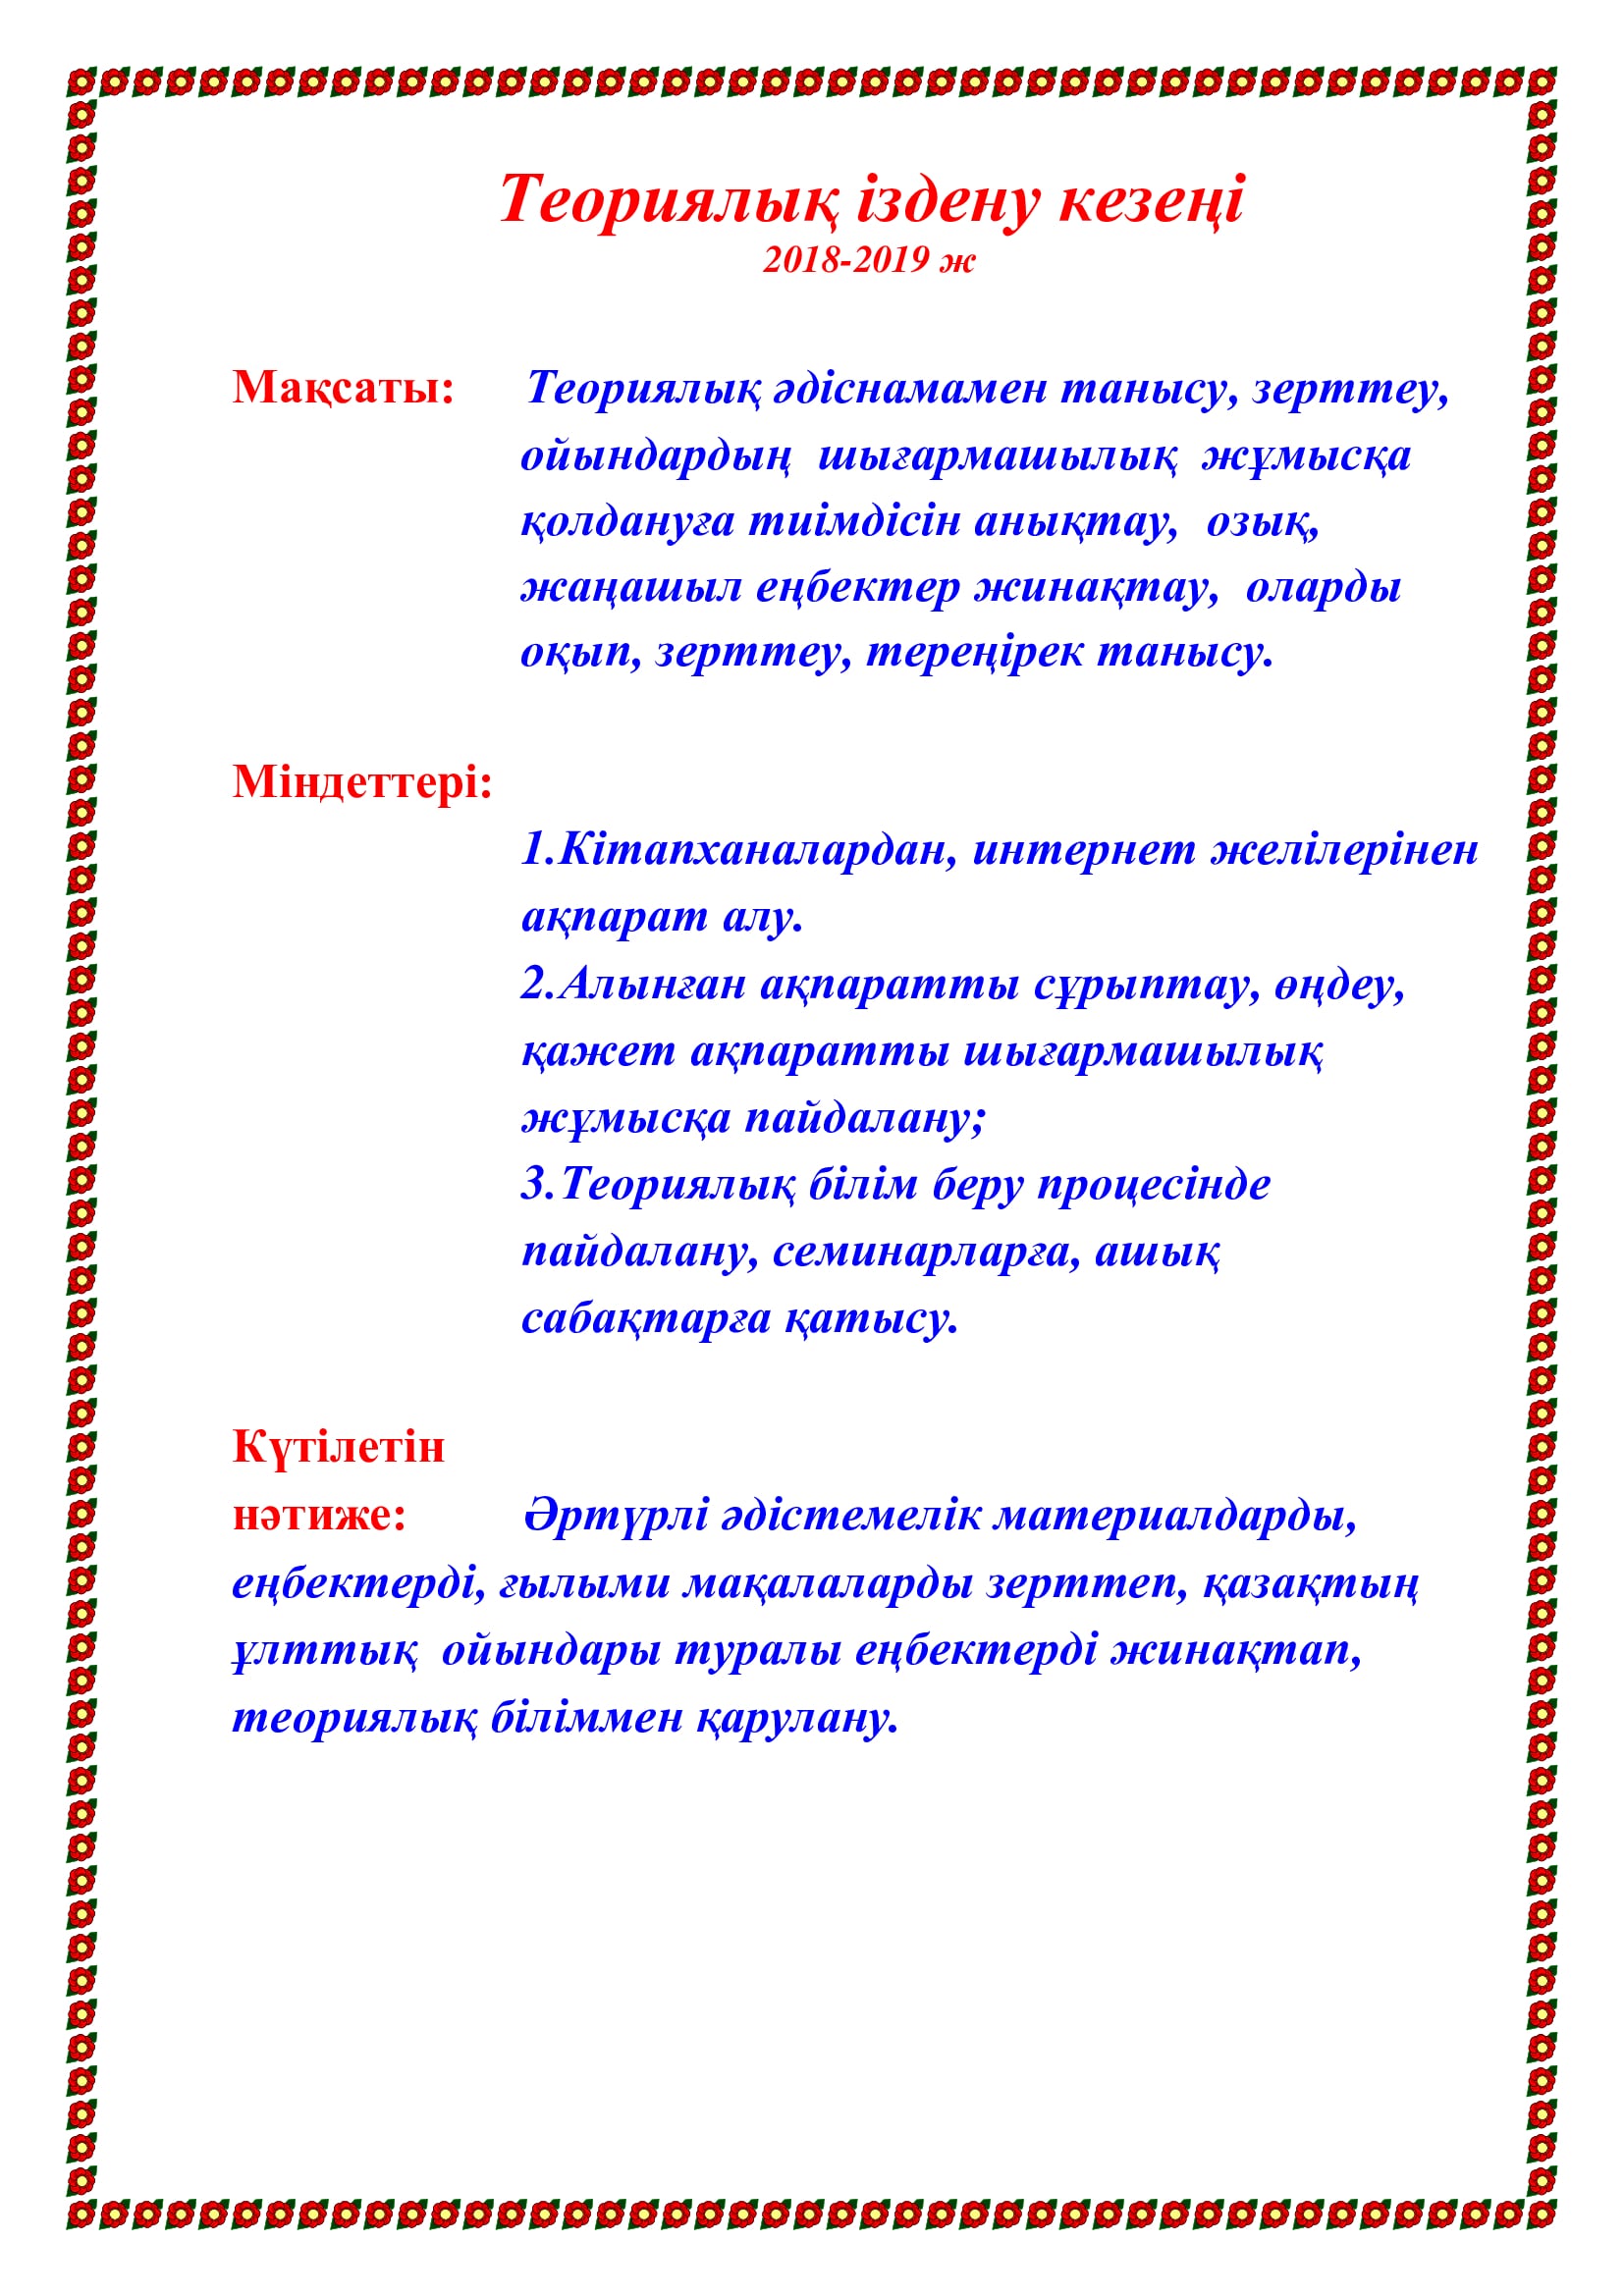 Теориялық іздену кезеңі
2018-2019 ж
Мақсаты: Теориялық әдіснамамен танысу, зерттеу,
ойындардың шығармашылық жұмысқа
қолдануға тиімдісін анықтау, озық,
жаңашыл еңбектер жинақтау, оларды
оқып, зерттеу, тереңірек танысу.
Міндеттері:
1.Кітапханалардан, интернет желілерінен
ақпарат алу.
2.Алынған ақпаратты сұрыптау, өңдеу,
қажет ақпаратты шығармашылық
жұмысқа пайдалану;
3.Теориялық білім беру процесінде
пайдалану, семинарларға, ашық
сабақтарға қатысу.
Күтілетін
нәтиже: Әртүрлі әдістемелік материалдарды,
еңбектерді, ғылыми мақалаларды зерттеп, қазақтың
ұлттық ойындары туралы еңбектерді жинақтап,
теориялық біліммен қарулану.